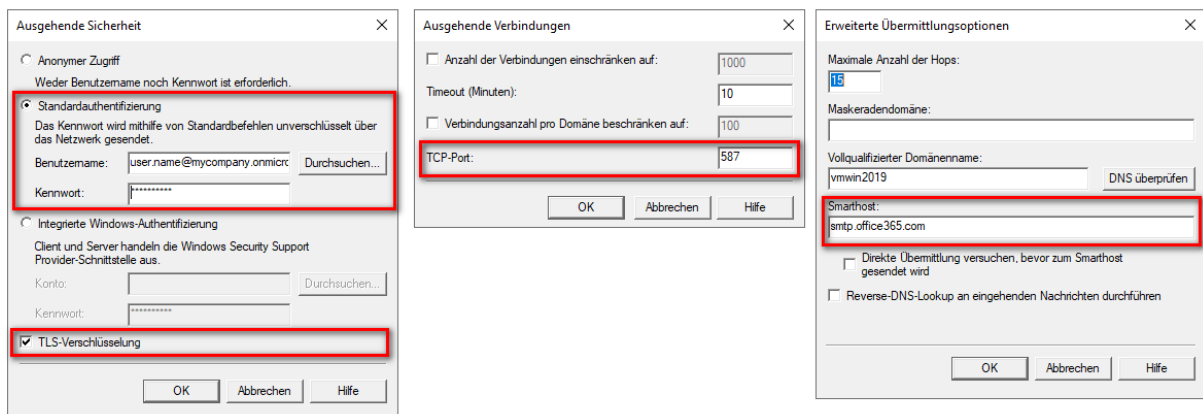 Ausgehende Sicherheit
Anonymer Zugriff
Weder Benutzername noch Kennwort ist erforderlich.
Standardauthentifizierung
Das Kennwort wird mithilfe von Standardbefehlen unverschlüsselt über
das Netzwerk gesendet.
Benutzername:
user.name@mycompany.onmicro
Durchsuchen...
Kennwort:
**********
Integrierte Windows-Authentifizierung
Client und Server handeln die Windows Security Support
Provider-Schnittstelle aus.
Konto:
Durchsuchen...
Kennwort:
**********
TLS-Verschlüsselung
OK
Abbrechen
Hilfe
Ausgehende Verbindungen
Anzahl der Verbindungen einschränken auf:
1000
Timeout (Minuten):
10
Verbindungsanzahl pro Domäne beschränken auf:
100
TCP-Port:
587
OK
Abbrechen
Hilfe
Erweiterte Übermittlungsoptionen
Maximale Anzahl der Hops:
15
Maskeradendomäne:
Vollqualifizierter Domänenname:
vmwin2019
DNS überprüfen
Smarthost:
smtp.office365.com
Direkte Übermittlung versuchen, bevor zum Smarthost
gesendet wird
Reverse-DNS-Lookup an eingehenden Nachrichten durchführen
OK
Abbrechen
Hilfe